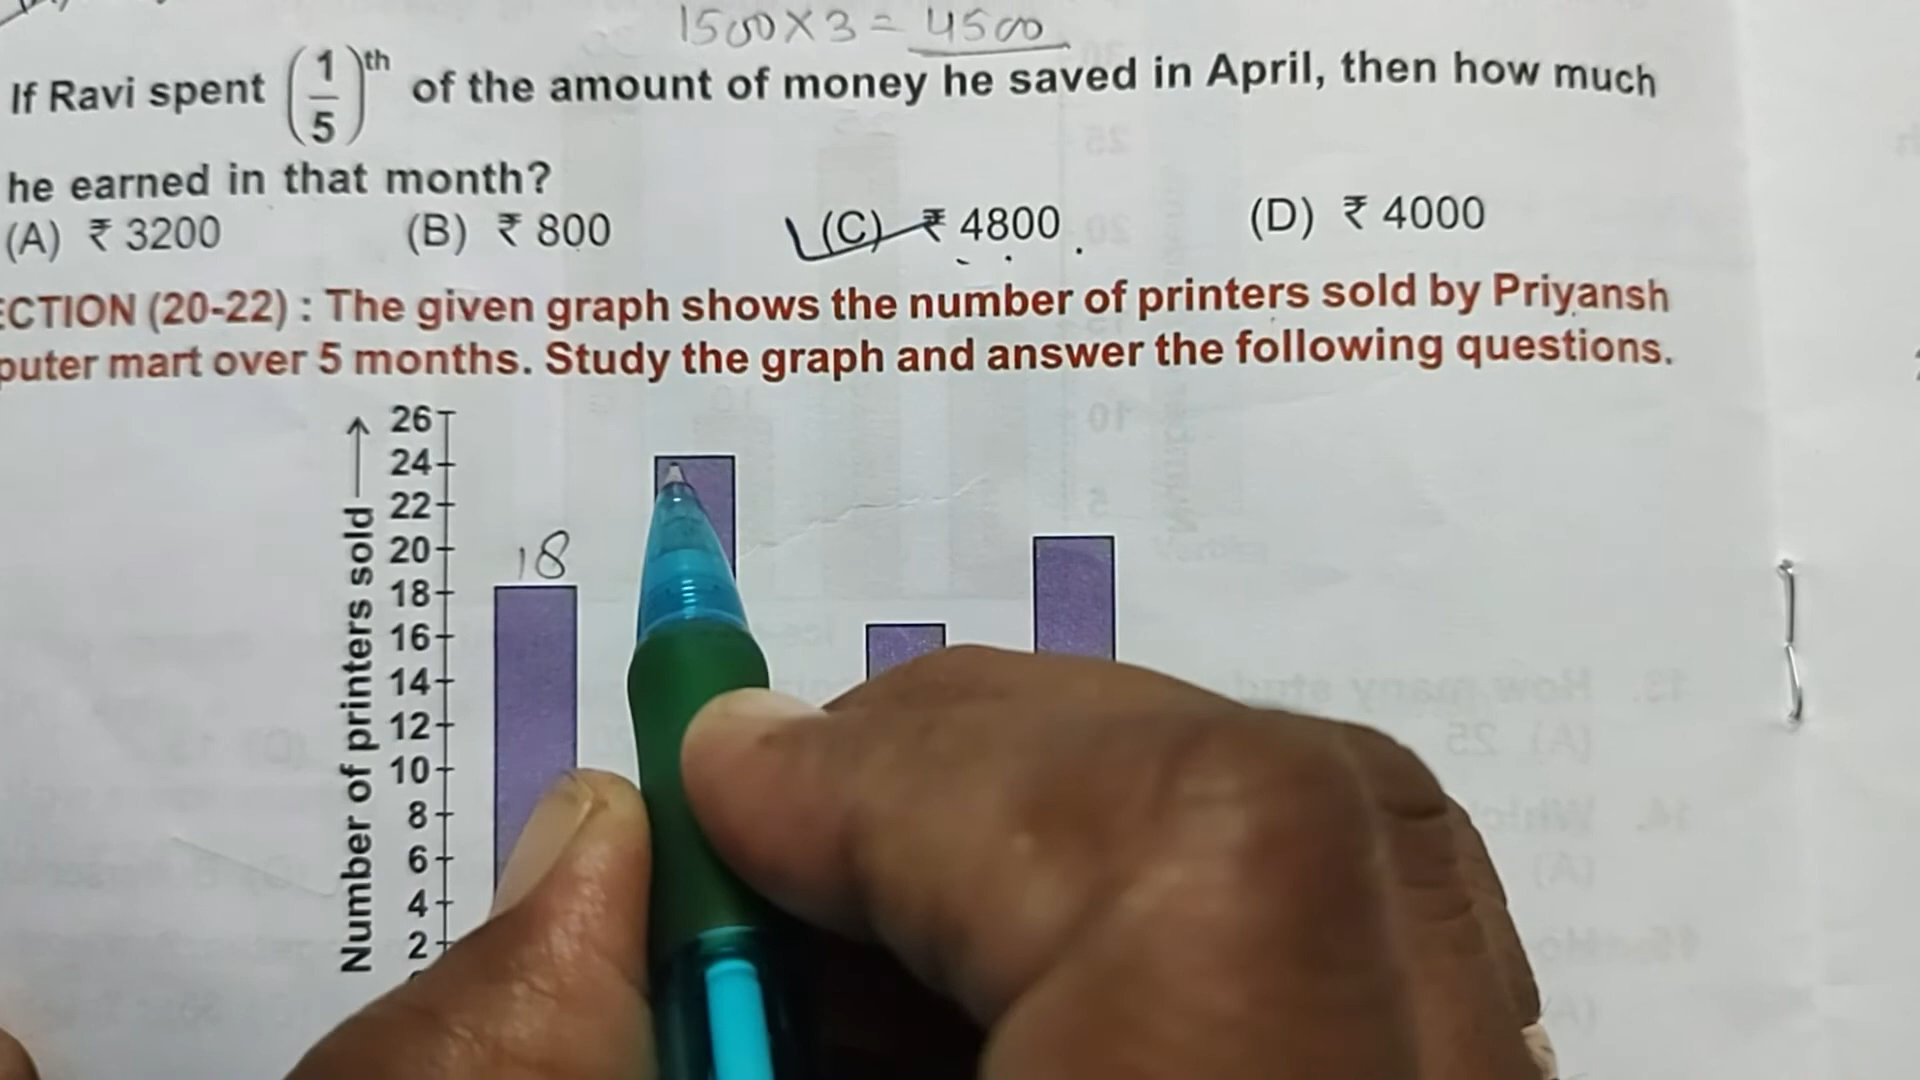 1500 X 3 = 4500
If Ravi spent (1/5)th of the amount of money he saved in April, then how much
he earned in that month?
(A) ₹ 3200 (B) ₹ 800 (C) ₹ 4800 (D) ₹ 4000
ECTION (20-22) : The given graph shows the number of printers sold by Priyansh
puter mart over 5 months. Study the graph and answer the following questions.
Number of printers sold
26
24
22
20
18
16
14
12
10
8
6
4
2
18